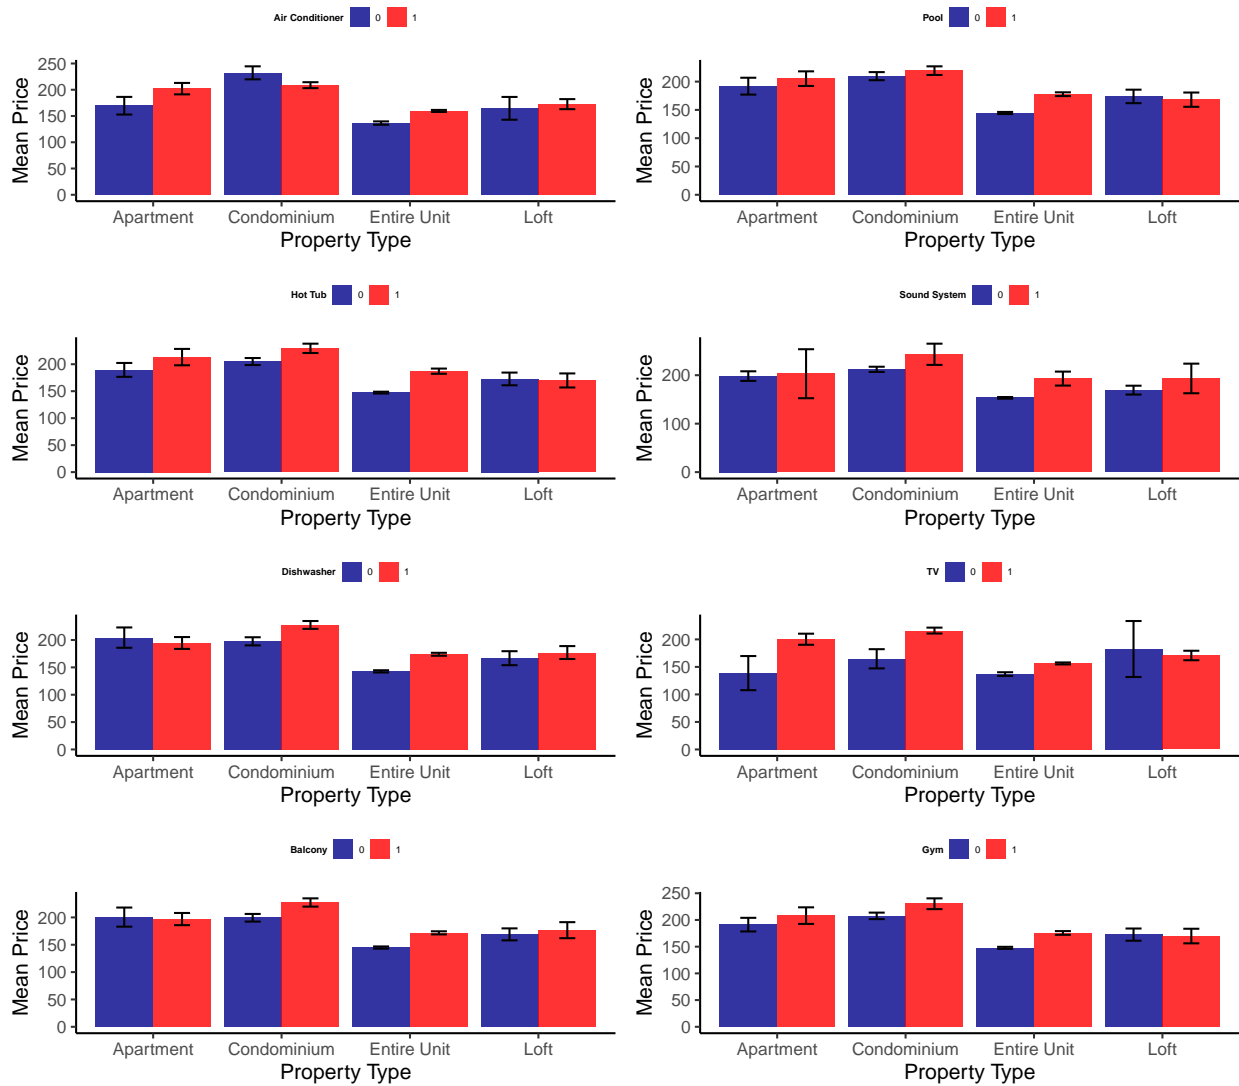 Air Conditioner 0 1
Mean Price
250
200
150
100
50
0
Apartment Condominium Entire Unit Loft
Property Type
Pool 0 1
Mean Price
200
150
100
50
0
Apartment Condominium Entire Unit Loft
Property Type
Hot Tub 0 1
Mean Price
200
150
100
50
0
Apartment Condominium Entire Unit Loft
Property Type
Sound System 0 1
Mean Price
200
100
0
Apartment Condominium Entire Unit Loft
Property Type
Dishwasher 0 1
Mean Price
200
150
100
50
0
Apartment Condominium Entire Unit Loft
Property Type
TV 0 1
Mean Price
200
150
100
50
0
Apartment Condominium Entire Unit Loft
Property Type
Balcony 0 1
Mean Price
200
150
100
50
0
Apartment Condominium Entire Unit Loft
Property Type
Gym 0 1
Mean Price
250
200
150
100
50
0
Apartment Condominium Entire Unit Loft
Property Type